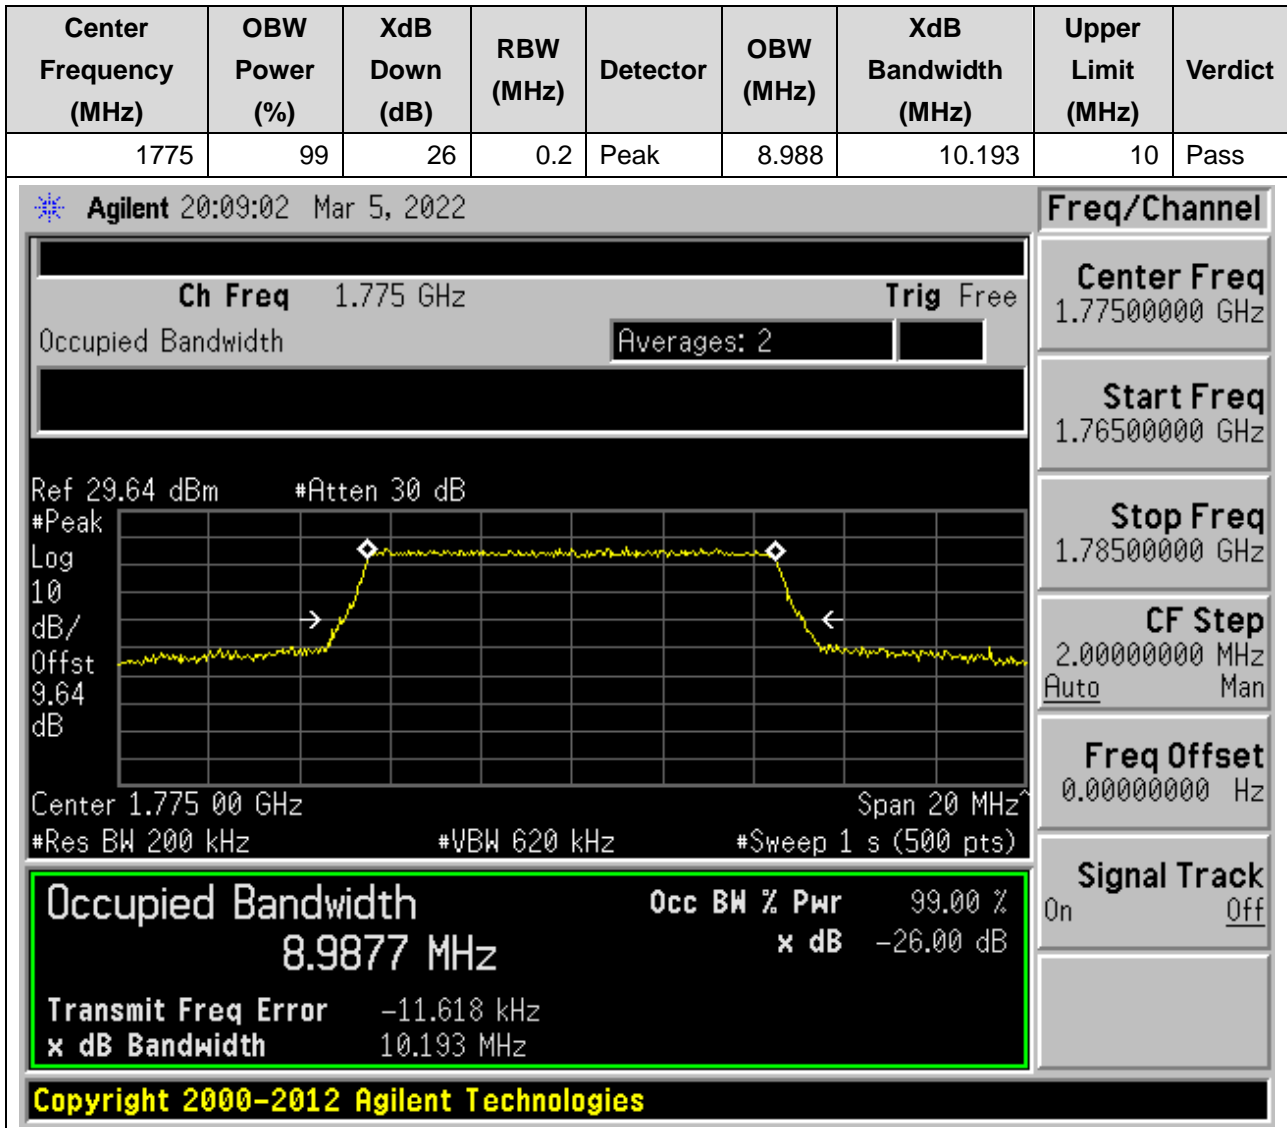 Center Frequency (MHz) OBW Power (%) XdB Down (dB) RBW (MHz) Detector OBW (MHz) XdB Bandwidth (MHz) Upper Limit (MHz) Verdict
1775 99 26 0.2 Peak 8.988 10.193 10 Pass
Agilent 20:09:02 Mar 5, 2022
Ch Freq 1.775 GHz Trig Free
Occupied Bandwidth Averages: 2
Ref 29.64 dBm #Atten 30 dB
#Peak
Log
10
dB/
Offst
9.64
dB
Center 1.775 00 GHz Span 20 MHz^
#Res BW 200 kHz #VBW 620 kHz #Sweep 1 s (500 pts)
Occupied Bandwidth Occ BW % Pwr 99.00 %
8.9877 MHz x dB -26.00 dB
Transmit Freq Error -11.618 kHz
x dB Bandwidth 10.193 MHz
Copyright 2000-2012 Agilent Technologies
Freq/Channel
Center Freq
1.77500000 GHz
Start Freq
1.76500000 GHz
Stop Freq
1.78500000 GHz
CF Step
2.00000000 MHz
Auto Man
Freq Offset
0.00000000 Hz
Signal Track
On Off